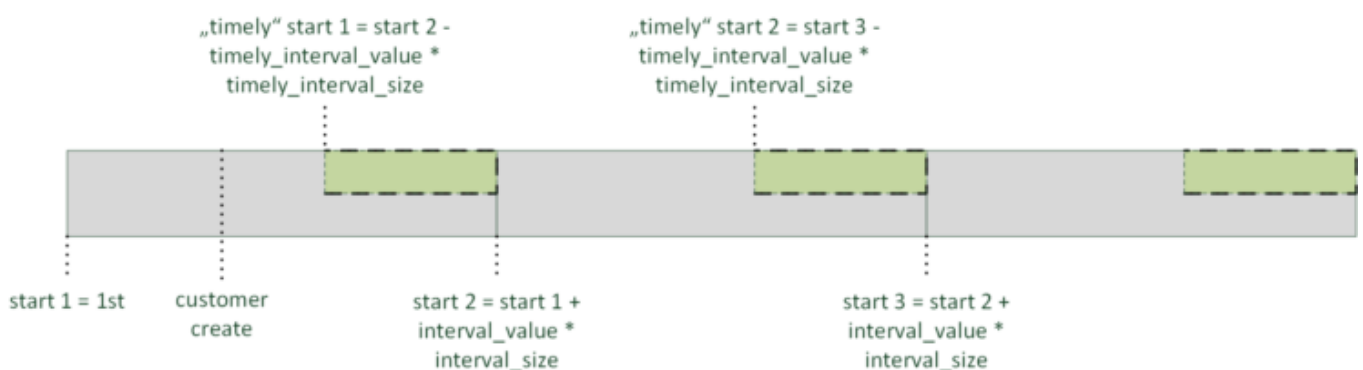 „timely“ start 1 = start 2 -
timely_interval_value *
timely_interval_size
„timely“ start 2 = start 3 -
timely_interval_value *
timely_interval_size
start 1 = 1st
customer
create
start 2 = start 1 +
interval_value *
interval_size
start 3 = start 2 +
interval_value *
interval_size